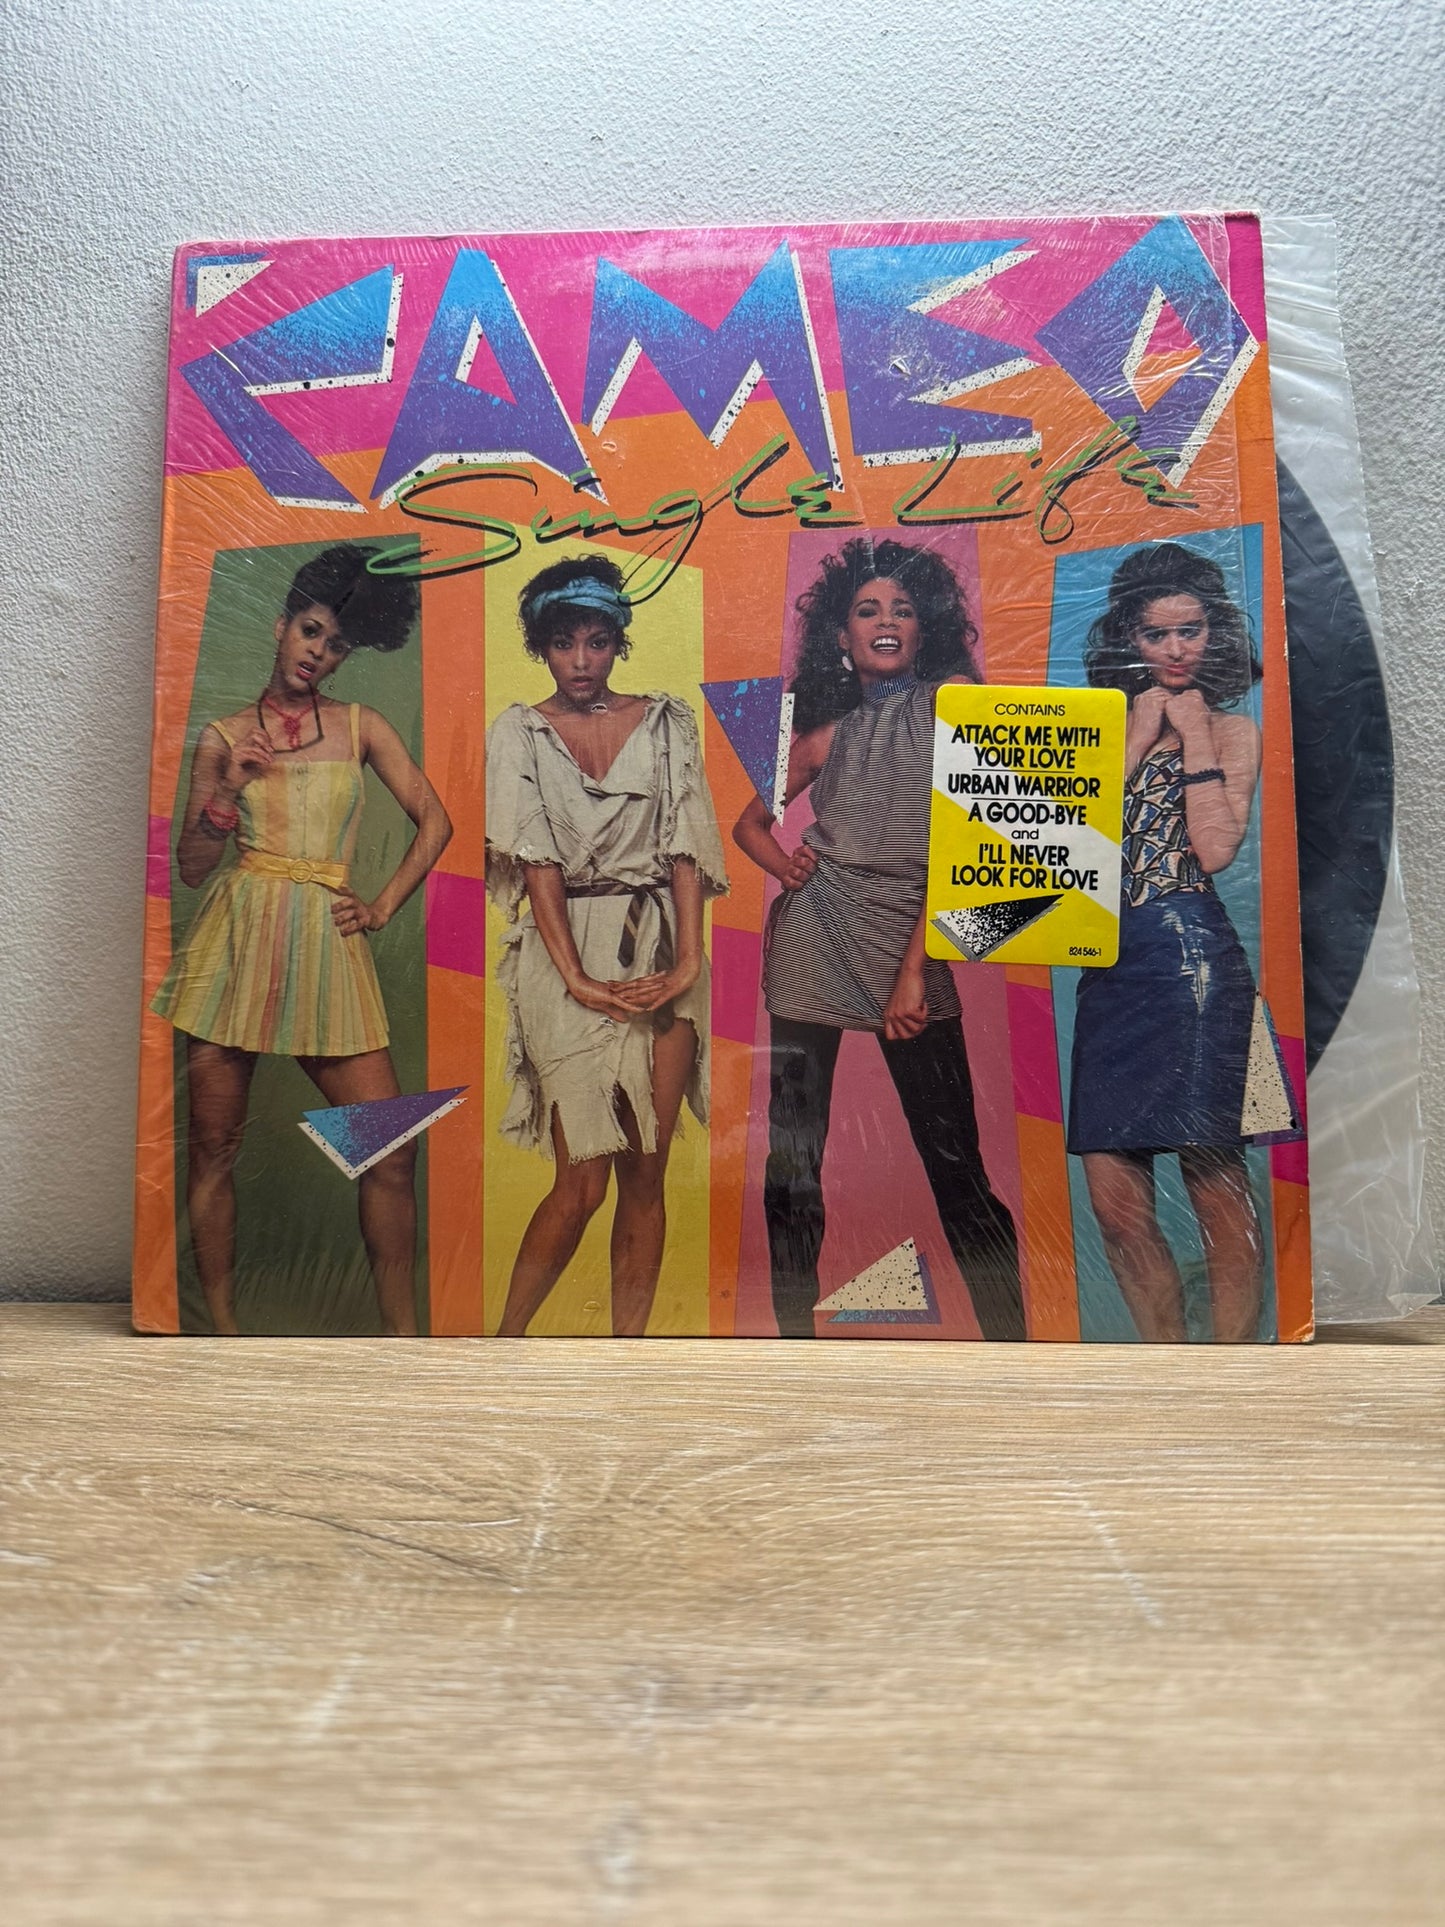 CAMEO
Single Life
CONTAINS
ATTACK ME WITH
YOUR LOVE
URBAN WARRIOR
A GOOD-BYE
and
I'LL NEVER
LOOK FOR LOVE
824 546-1